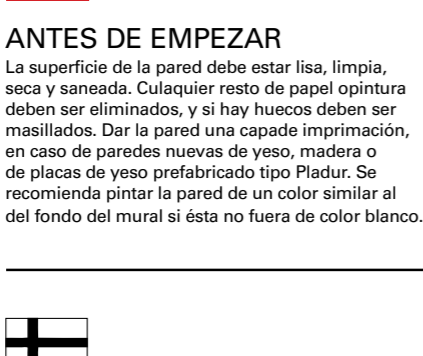 ANTES DE EMPEZAR
La superficie de la pared debe estar lisa, limpia,
seca y saneada. Culaquier resto de papel opintura
deben ser eliminados, y si hay huecos deben ser
masillados. Dar la pared una capade imprimación,
en caso de paredes nuevas de yeso, madera o
de placas de yeso prefabricado tipo Pladur. Se
recomienda pintar la pared de un color similar al
del fondo del mural si ésta no fuera de color blanco.